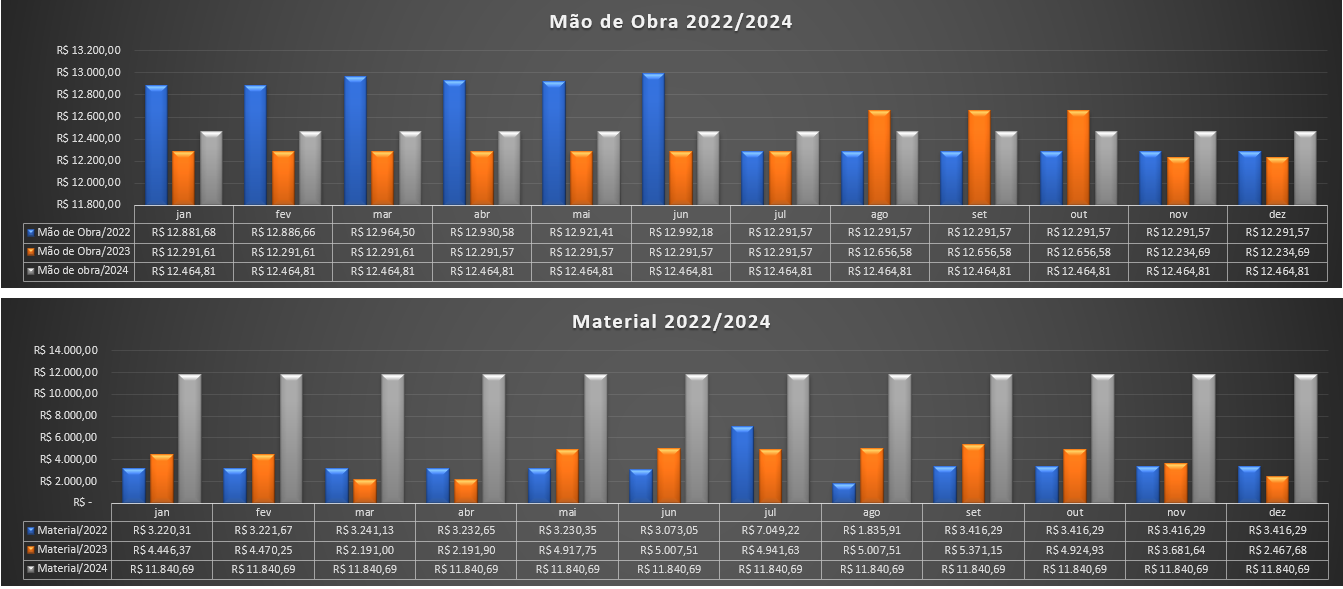 Mão de Obra 2022/2024
R$ 13.200,00
R$ 13.000,00
R$ 12.800,00
R$ 12.600,00
R$ 12.400,00
R$ 12.200,00
R$ 12.000,00
R$ 11.800,00
jan fev mar abr mai jun jul ago set out nov dez
Mão de Obra/2022 R$ 12.881,68 R$ 12.886,66 R$ 12.964,50 R$ 12.930,58 R$ 12.921,41 R$ 12.992,18 R$ 12.291,57 R$ 12.291,57 R$ 12.291,57 R$ 12.291,57 R$ 12.291,57 R$ 12.291,57
Mão de Obra/2023 R$ 12.291,61 R$ 12.291,61 R$ 12.291,61 R$ 12.291,57 R$ 12.291,57 R$ 12.291,57 R$ 12.291,57 R$ 12.656,58 R$ 12.656,58 R$ 12.656,58 R$ 12.234,69 R$ 12.234,69
Mão de obra/2024 R$ 12.464,81 R$ 12.464,81 R$ 12.464,81 R$ 12.464,81 R$ 12.464,81 R$ 12.464,81 R$ 12.464,81 R$ 12.464,81 R$ 12.464,81 R$ 12.464,81 R$ 12.464,81 R$ 12.464,81
Material 2022/2024
R$ 14.000,00
R$ 12.000,00
R$ 10.000,00
R$ 8.000,00
R$ 6.000,00
R$ 4.000,00
R$ 2.000,00
R$ -
jan fev mar abr mai jun jul ago set out nov dez
Material/2022 R$ 3.220,31 R$ 3.221,67 R$ 3.241,13 R$ 3.232,65 R$ 3.230,35 R$ 3.073,05 R$ 7.049,22 R$ 1.835,91 R$ 3.416,29 R$ 3.416,29 R$ 3.416,29 R$ 3.416,29
Material/2023 R$ 4.446,37 R$ 4.470,25 R$ 2.191,00 R$ 2.191,90 R$ 4.917,75 R$ 5.007,51 R$ 4.941,63 R$ 5.007,51 R$ 5.371,15 R$ 4.924,93 R$ 3.681,64 R$ 2.467,68
Material/2024 R$ 11.840,69 R$ 11.840,69 R$ 11.840,69 R$ 11.840,69 R$ 11.840,69 R$ 11.840,69 R$ 11.840,69 R$ 11.840,69 R$ 11.840,69 R$ 11.840,69 R$ 11.840,69 R$ 11.840,69